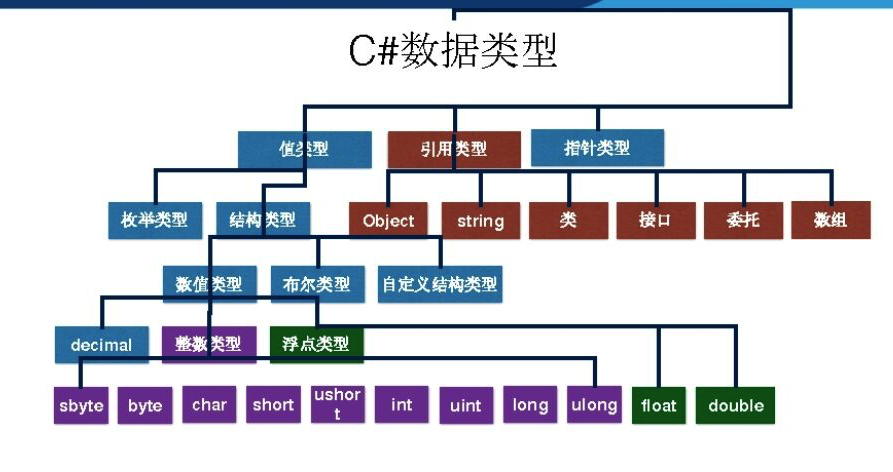 C#数据类型
值类型 引用类型 指针类型
枚举类型 结构类型 Object string 类 接口 委托 数组
数值类型 布尔类型 自定义结构类型
decimal 整数类型 浮点类型
sbyte byte char short ushor
t int uint long ulong float double